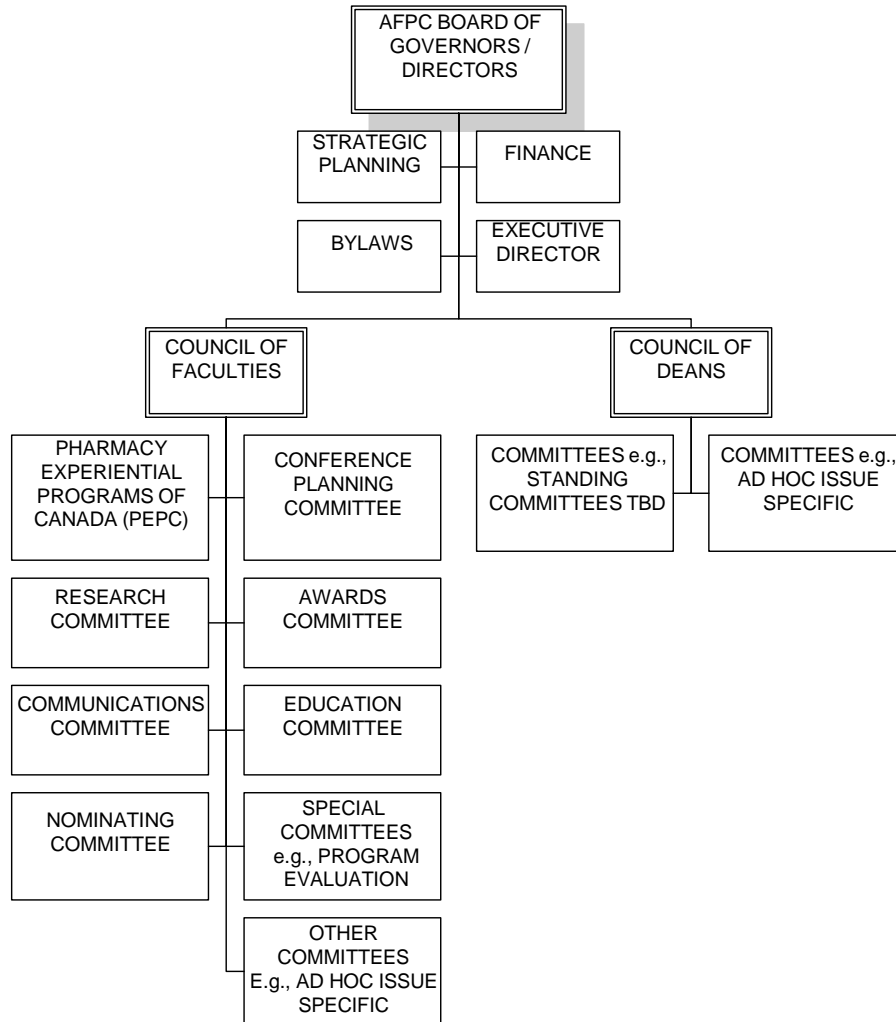 AFPC BOARD OF
GOVERNORS /
DIRECTORS
STRATEGIC
PLANNING
FINANCE
BYLAWS
EXECUTIVE
DIRECTOR
COUNCIL OF
FACULTIES
COUNCIL OF
DEANS
PHARMACY
EXPERIENTIAL
PROGRAMS OF
CANADA (PEPC)
CONFERENCE
PLANNING
COMMITTEE
COMMITTEES e.g.,
STANDING
COMMITTEES TBD
COMMITTEES e.g.,
AD HOC ISSUE
SPECIFIC
RESEARCH
COMMITTEE
AWARDS
COMMITTEE
COMMUNICATIONS
COMMITTEE
EDUCATION
COMMITTEE
NOMINATING
COMMITTEE
SPECIAL
COMMITTEES
e.g., PROGRAM
EVALUATION
OTHER
COMMITTEES
E.g., AD HOC ISSUE
SPECIFIC